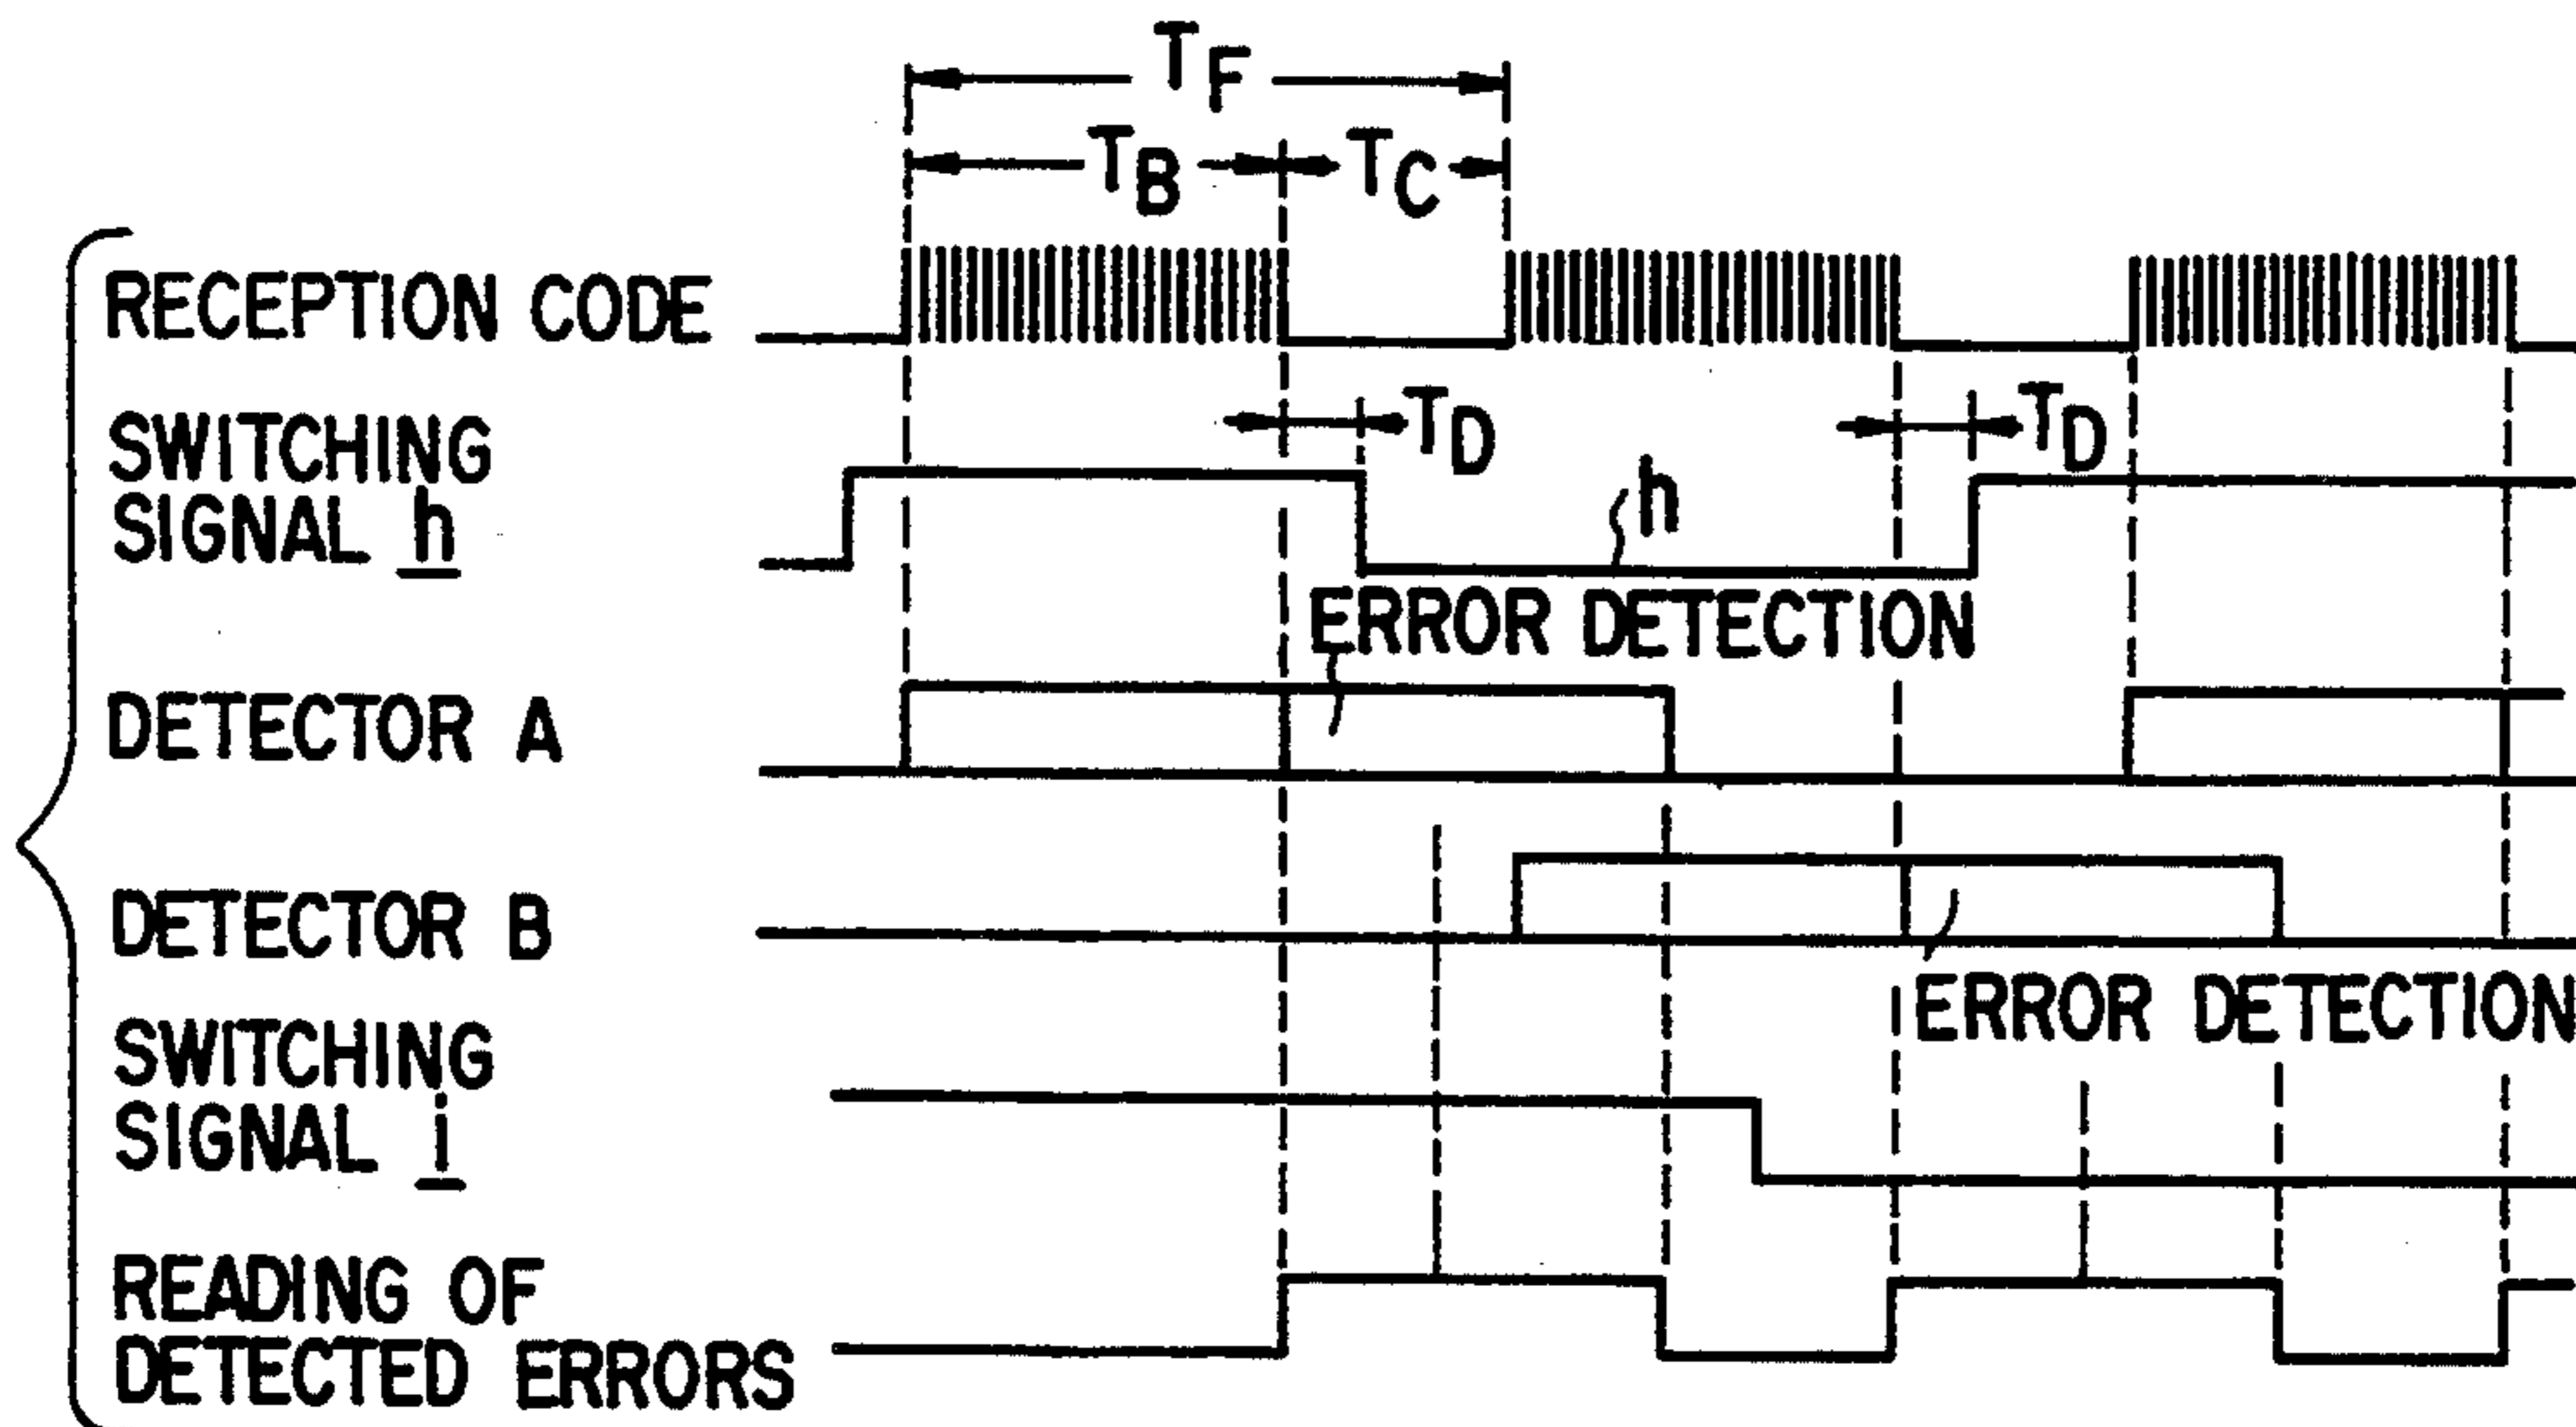 TF
TB TC
RECEPTION CODE
TD TD
SWITCHING
SIGNAL h
h
ERROR DETECTION
DETECTOR A
DETECTOR B
ERROR DETECTION
SWITCHING
SIGNAL i
READING OF
DETECTED ERRORS